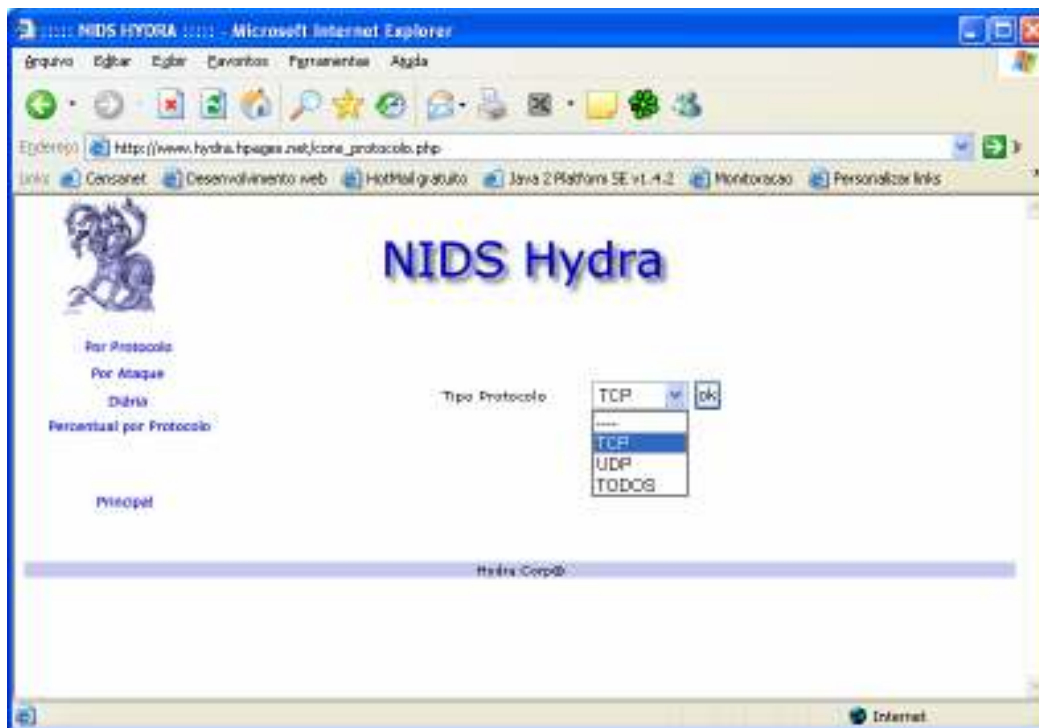 ::::: NIDS HYDRA ::::: - Microsoft Internet Explorer
Arquivo Editar Exibir Favoritos Ferramentas Ajuda
Endereço http://www.hydra.hpages.net/cons_protocolo.php
Links Censanet Desenvolvimento web HotMail gratuito Java 2 Platform SE v1.4.2 Monitoracao Personalizar links
NIDS Hydra
Por Protocolo
Por Ataque
Diária
Percentual por Protocolo
Principal
Tipo Protocolo TCP ok
----
TCP
UDP
TODOS
Hydra Corp®
Internet